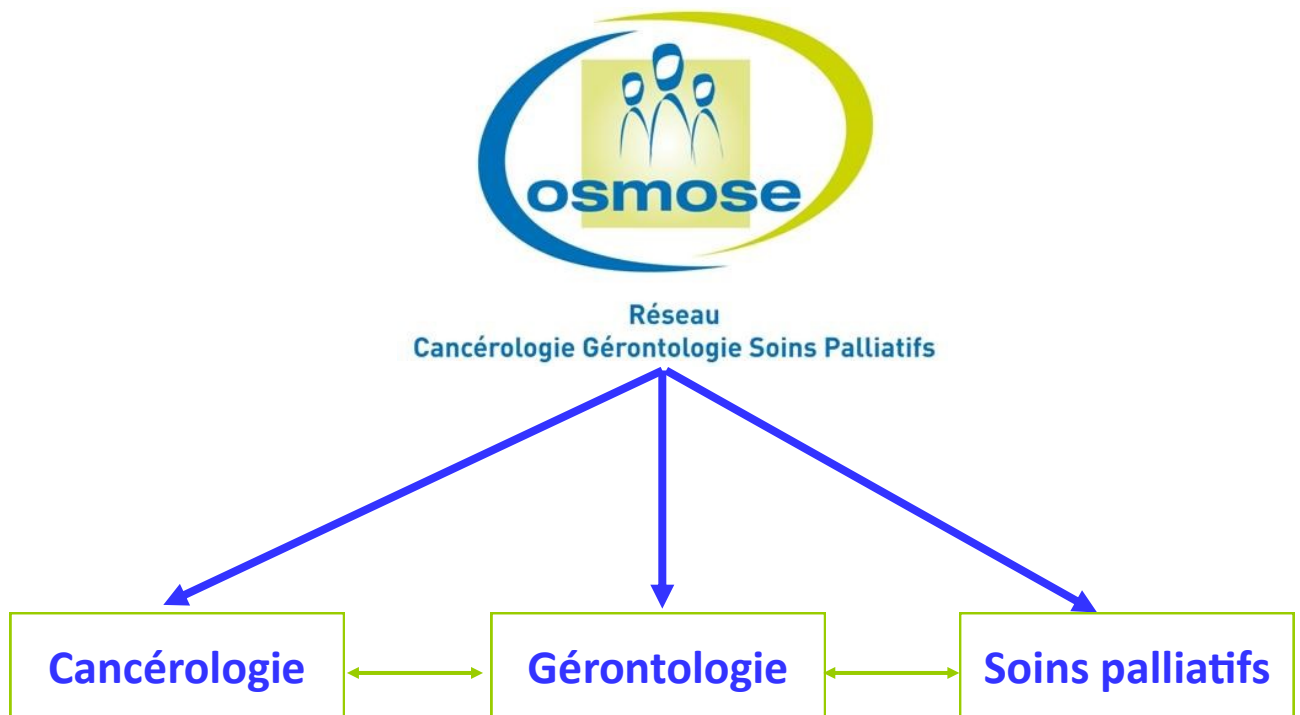 osmose
Réseau
Cancérologie Gérontologie Soins Palliatifs
Cancérologie
Gérontologie
Soins palliatifs